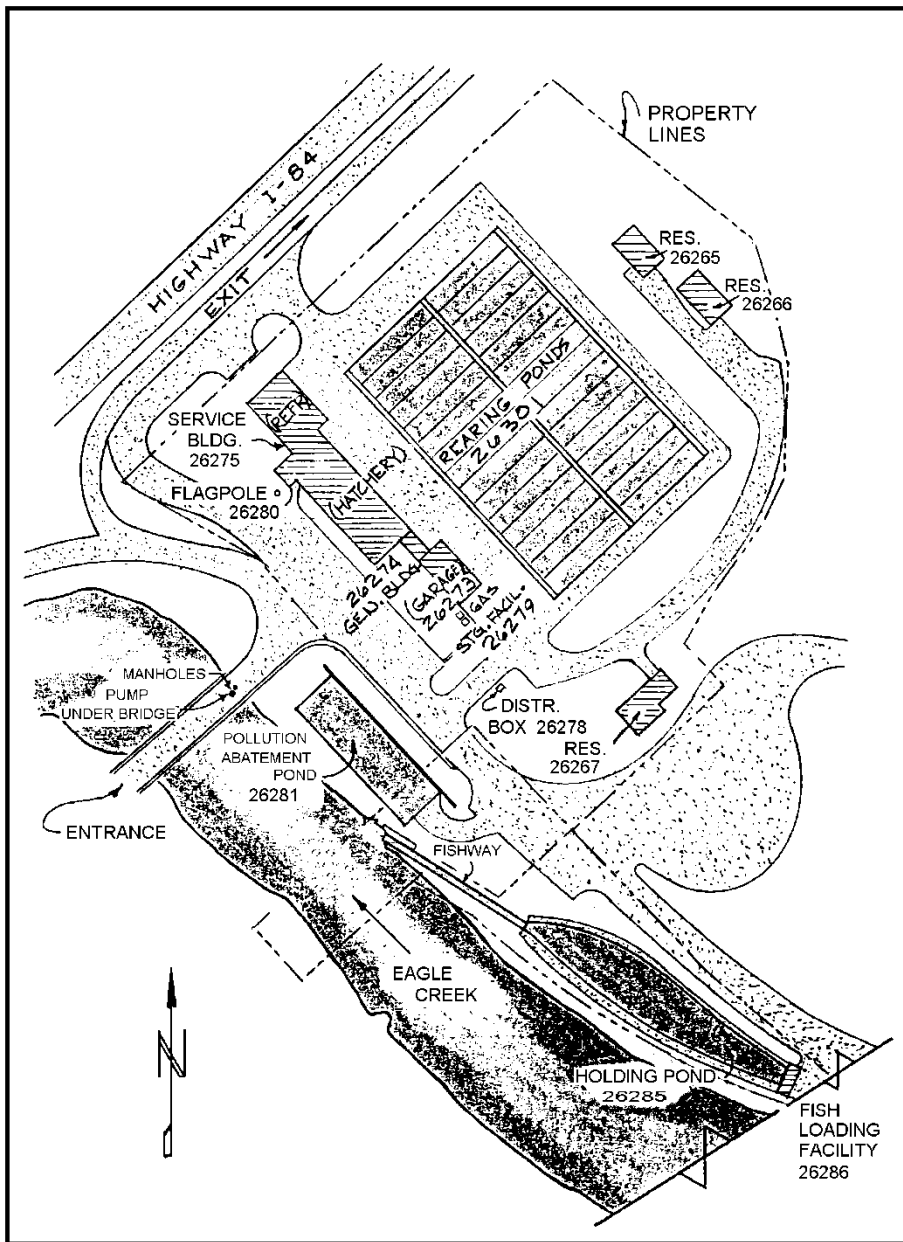 PROPERTY
LINES
HIGHWAY I-84
EXIT
RES.
26265
RES.
26266
REARING PONDS
26301
SERVICE
BLDG.
26275
(REFR.)
(HATCHERY)
FLAGPOLE
26280
26274
GEN. BLDG.
(GARAGE)
26273
GAS
STG. FACIL.
26279
MANHOLES
PUMP
UNDER BRIDGE
POLLUTION
ABATEMENT
POND
26281
DISTR.
BOX 26278
RES.
26267
ENTRANCE
FISHWAY
EAGLE
CREEK
N
HOLDING POND
26285
FISH
LOADING
FACILITY
26286